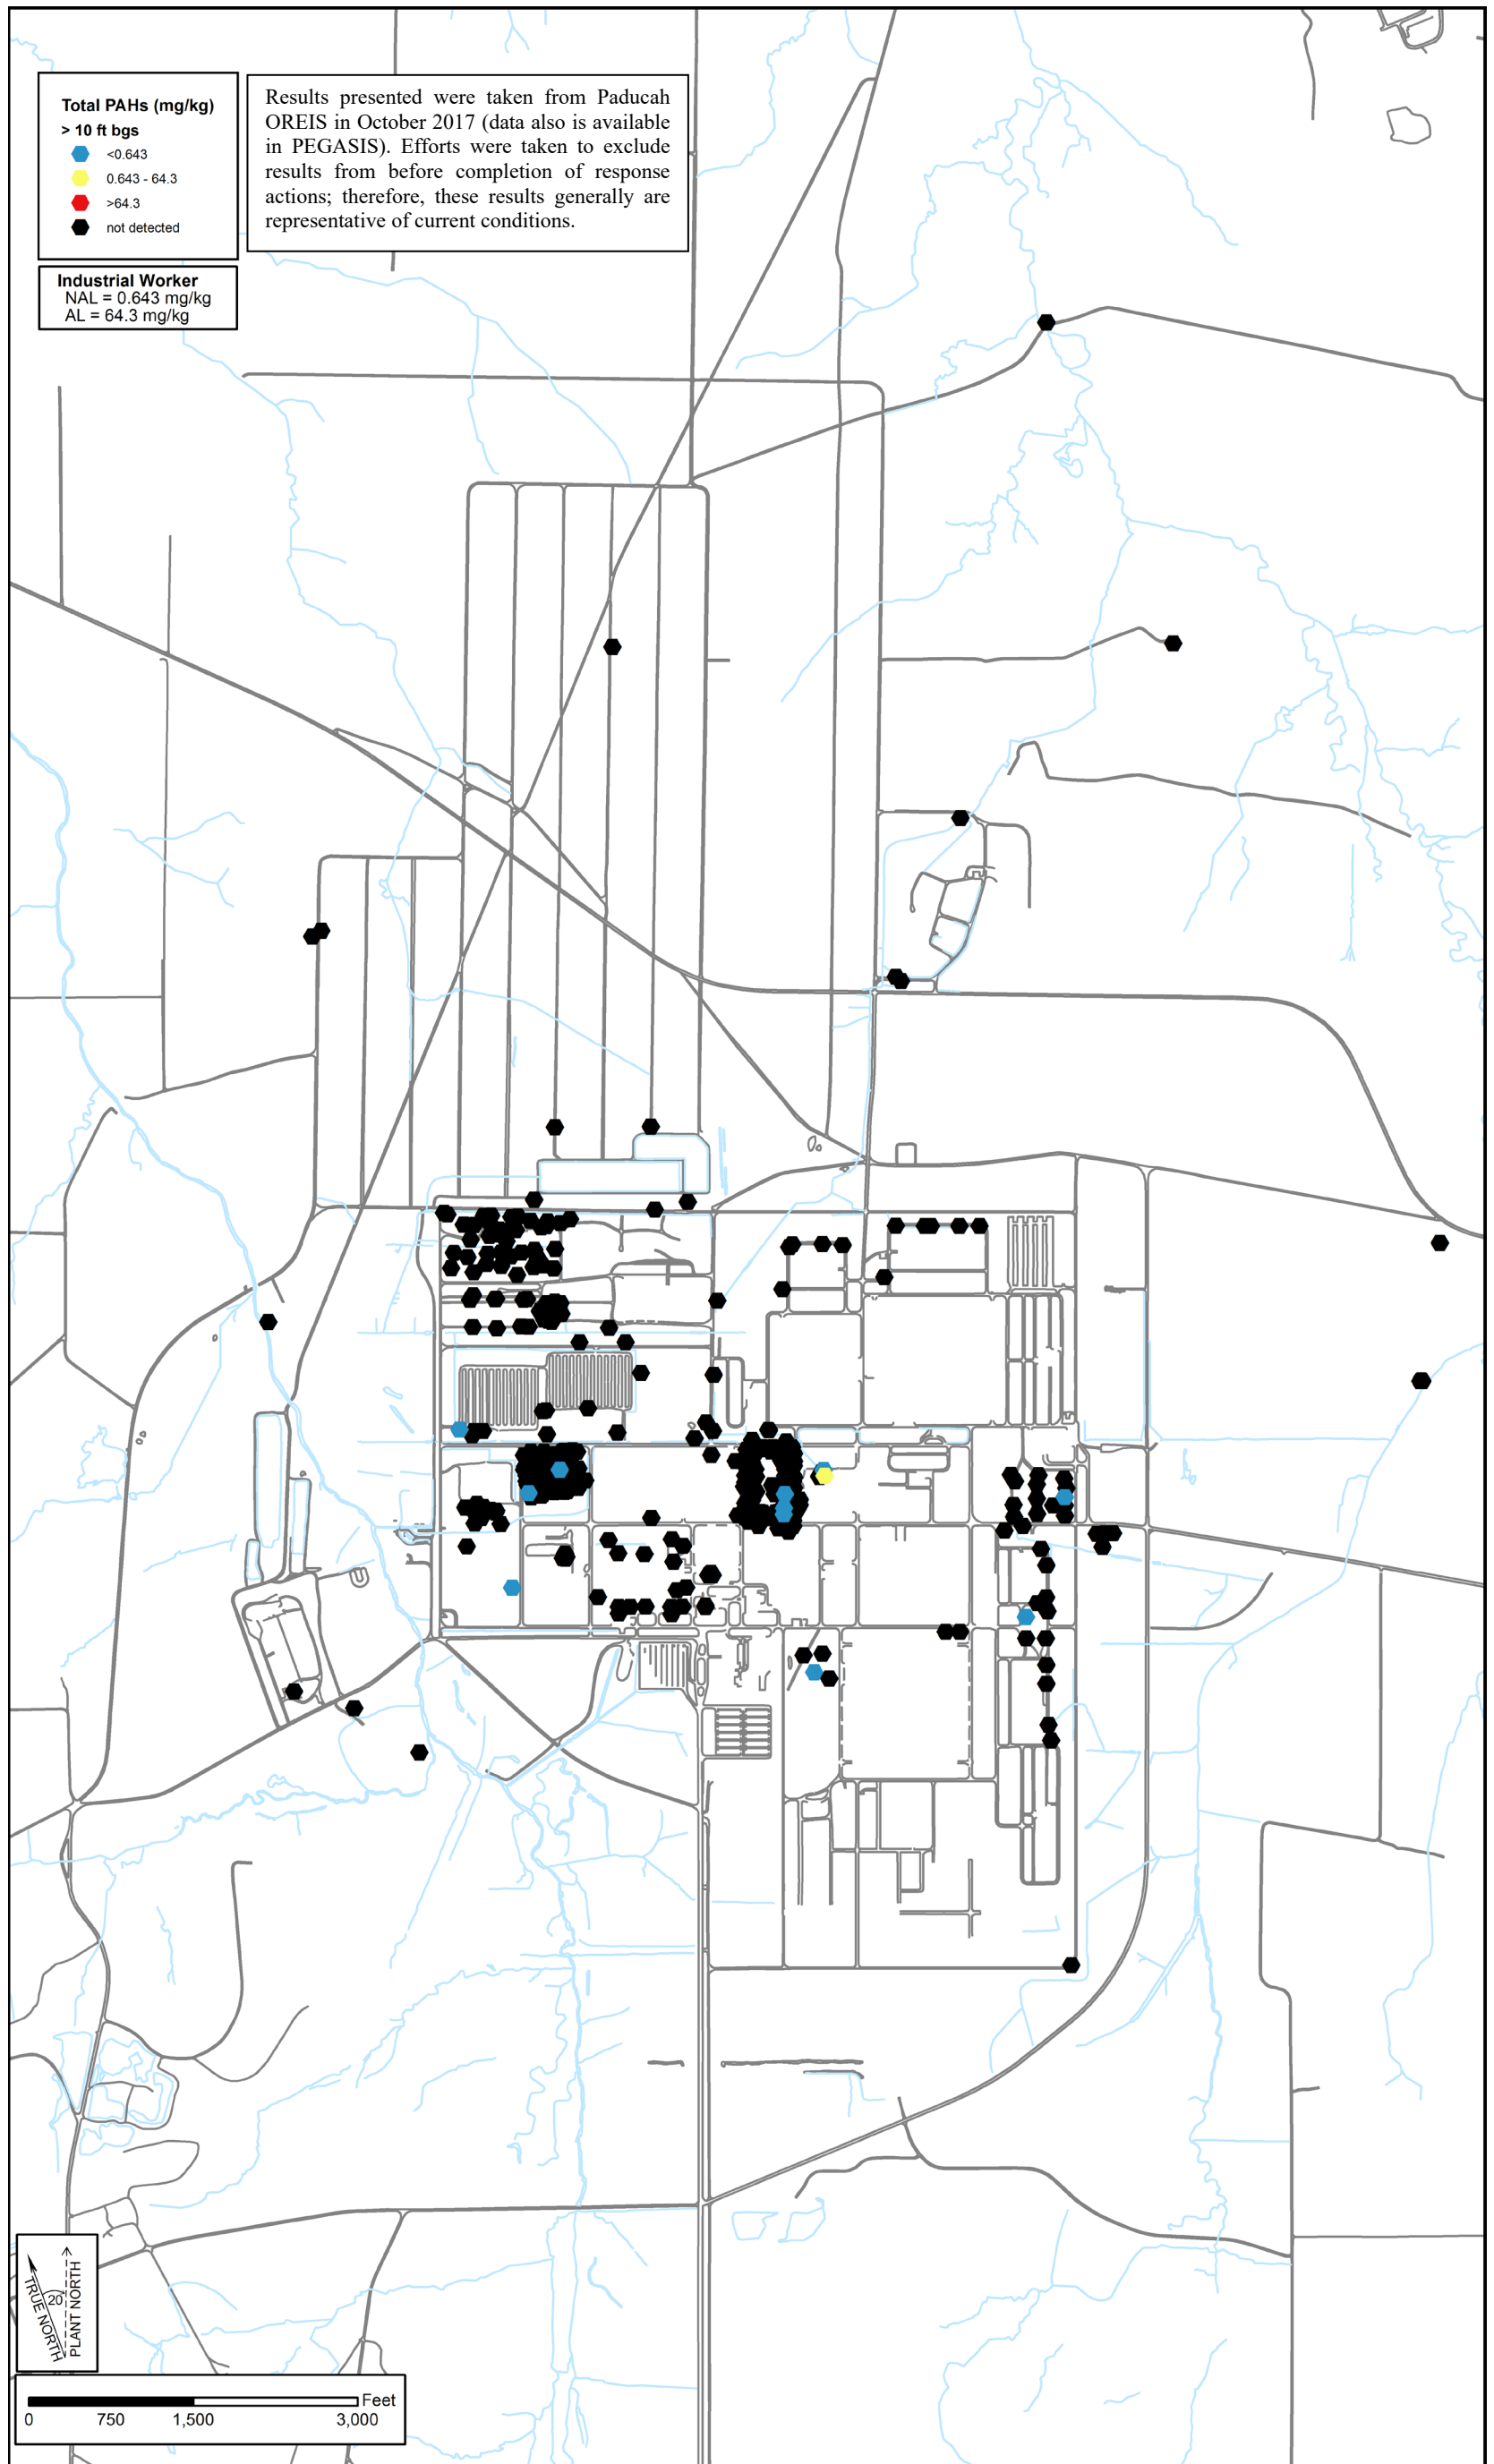 Total PAHs (mg/kg)
> 10 ft bgs
<0.643
0.643 - 64.3
>64.3
not detected
Industrial Worker
NAL = 0.643 mg/kg
AL = 64.3 mg/kg
Results presented were taken from Paducah
OREIS in October 2017 (data also is available
in PEGASIS). Efforts were taken to exclude
results from before completion of response
actions; therefore, these results generally are
representative of current conditions.
TRUE NORTH
20°
PLANT NORTH
Feet
0 750 1,500 3,000